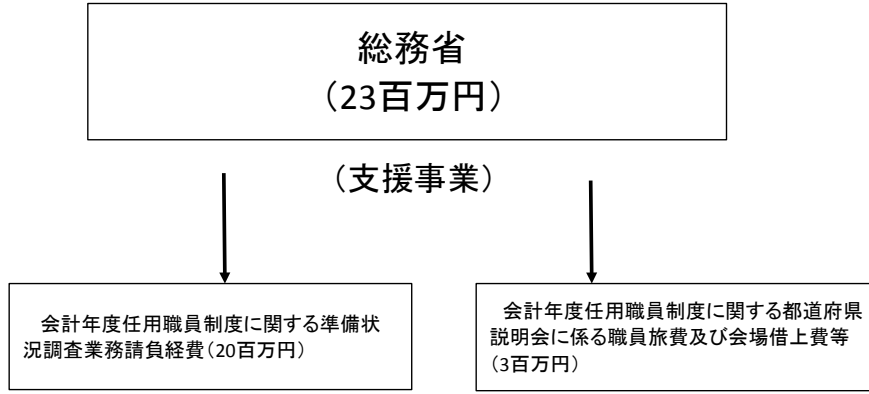 総務省
（23百万円）
（支援事業）
会計年度任用職員制度に関する準備状
況調査業務請負経費（20百万円）
会計年度任用職員制度に関する都道府県
説明会に係る職員旅費及び会場借上費等
（3百万円）